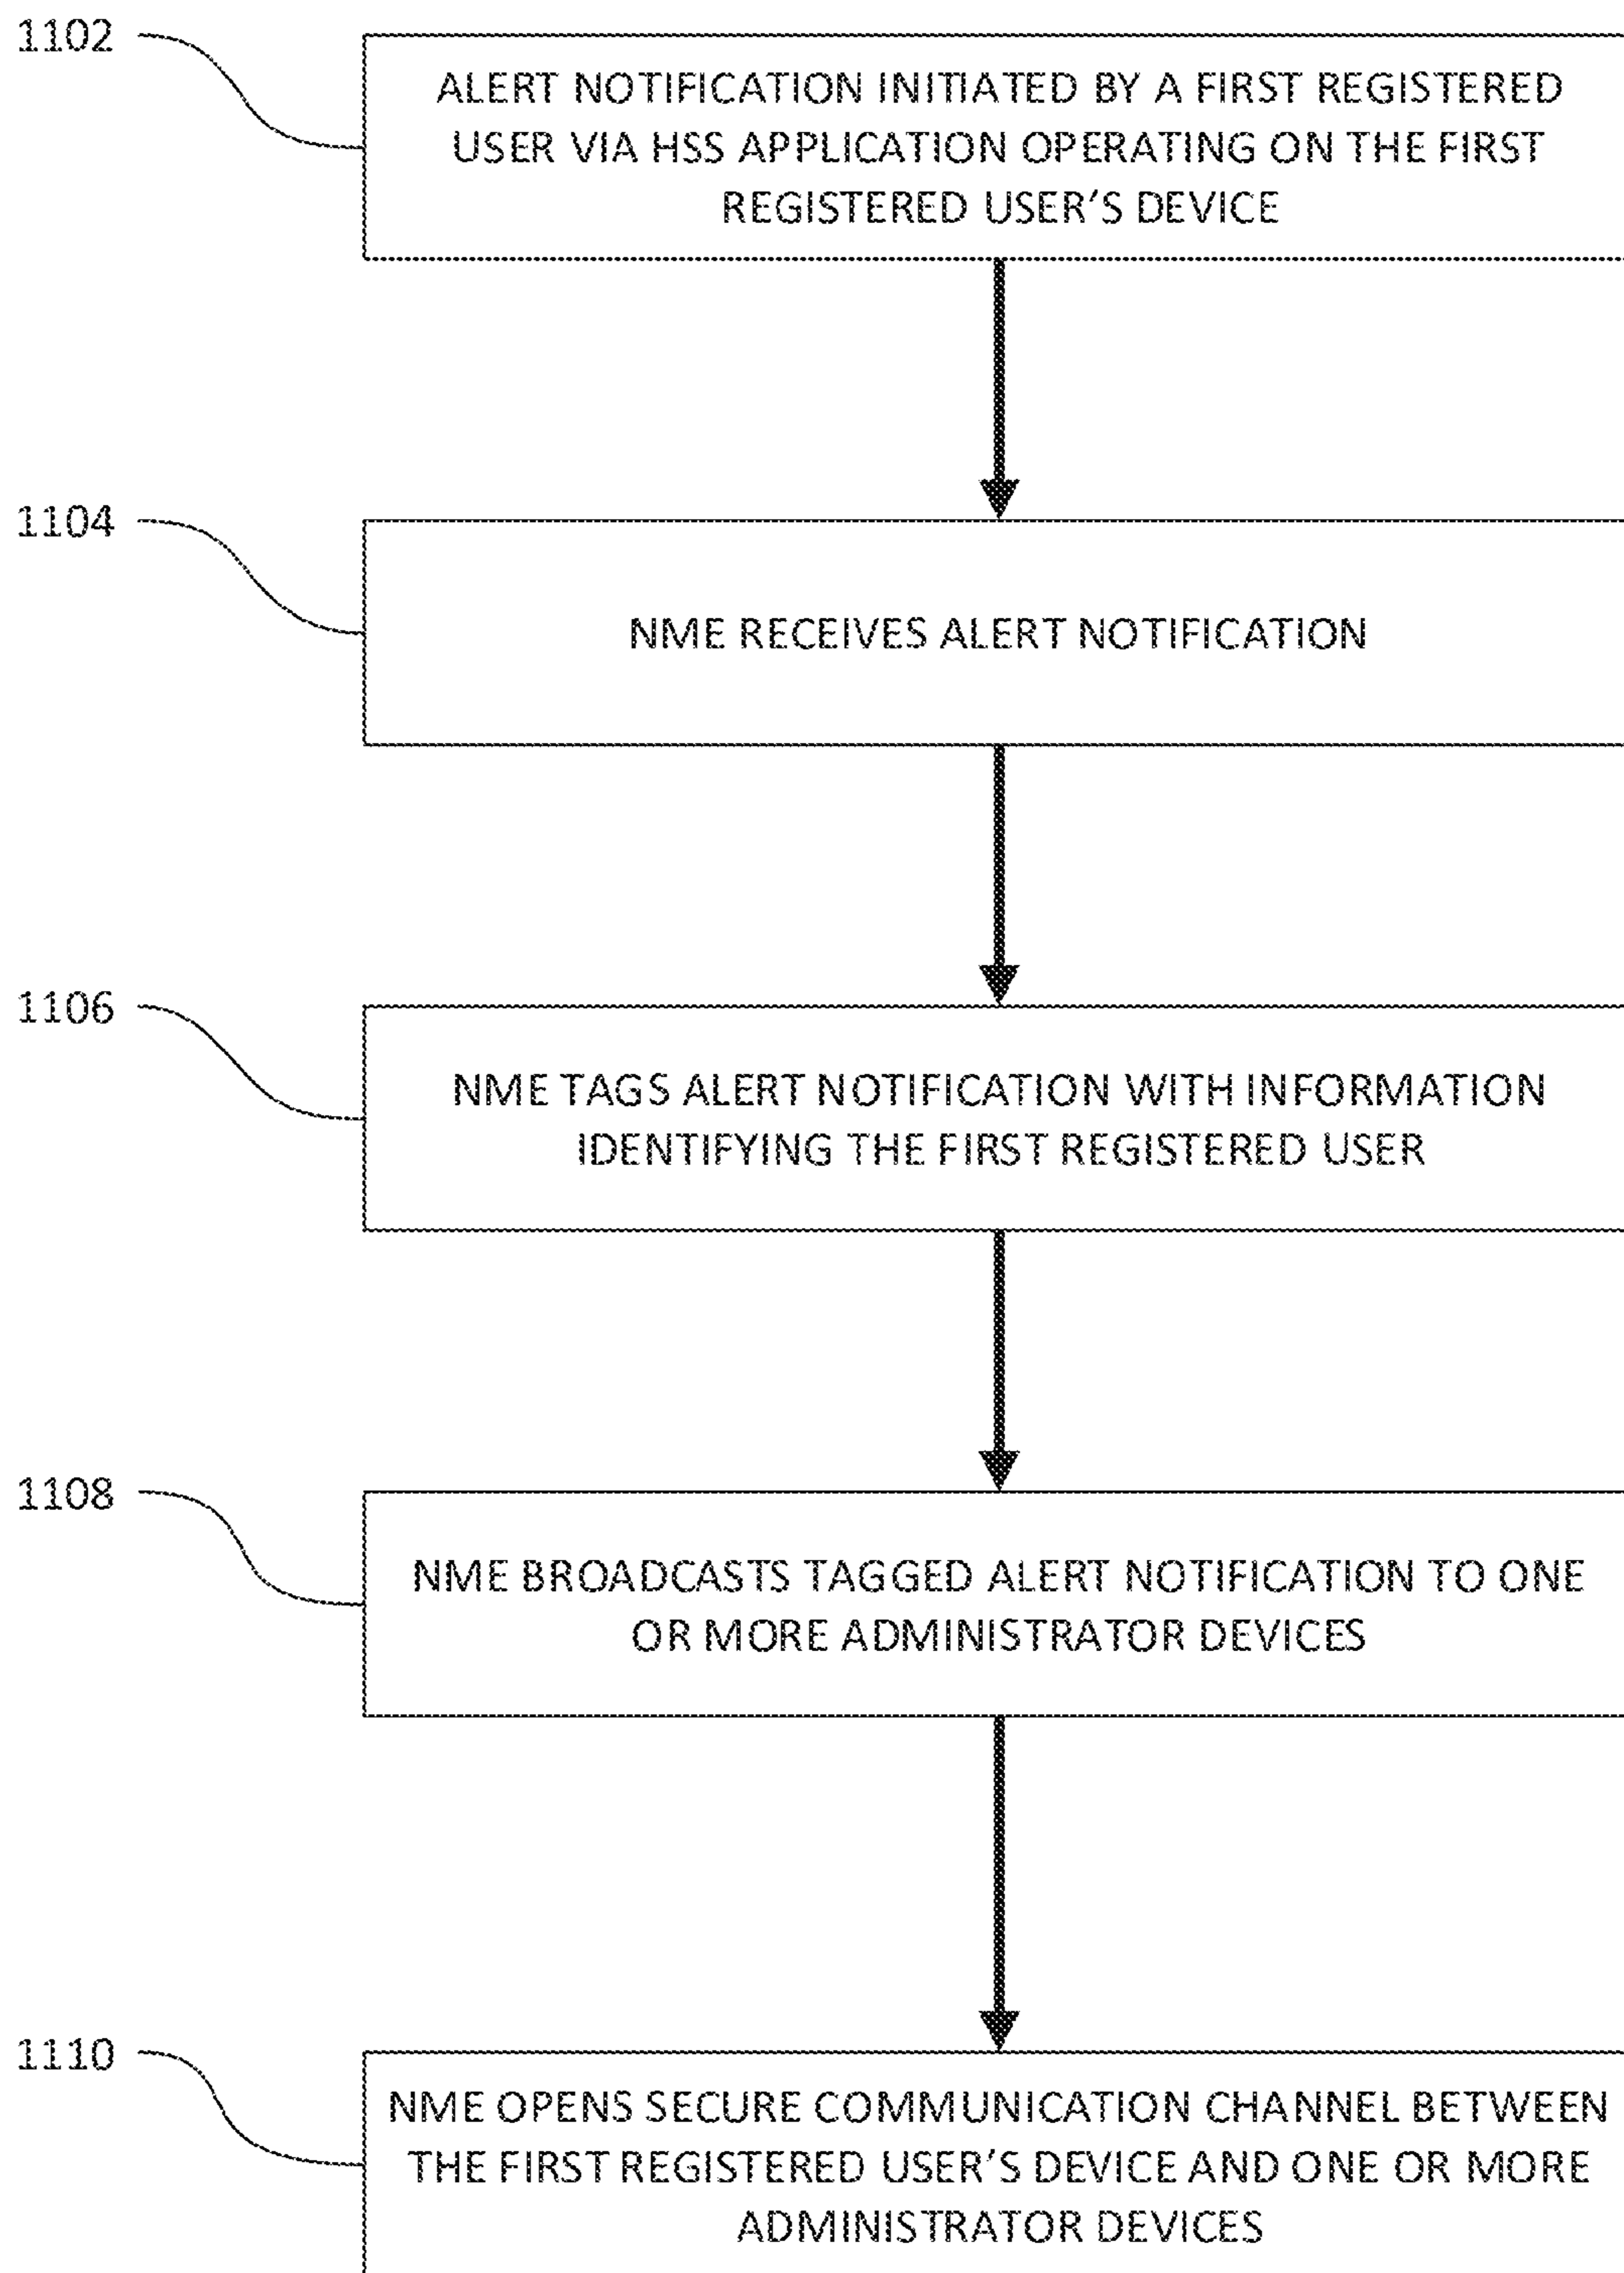 1102
ALERT NOTIFICATION INITIATED BY A FIRST REGISTERED
USER VIA HSS APPLICATION OPERATING ON THE FIRST
REGISTERED USER'S DEVICE
1104
NME RECEIVES ALERT NOTIFICATION
1106
NME TAGS ALERT NOTIFICATION WITH INFORMATION
IDENTIFYING THE FIRST REGISTERED USER
1108
NME BROADCASTS TAGGED ALERT NOTIFICATION TO ONE
OR MORE ADMINISTRATOR DEVICES
1110
NME OPENS SECURE COMMUNICATION CHANNEL BETWEEN
THE FIRST REGISTERED USER'S DEVICE AND ONE OR MORE
ADMINISTRATOR DEVICES